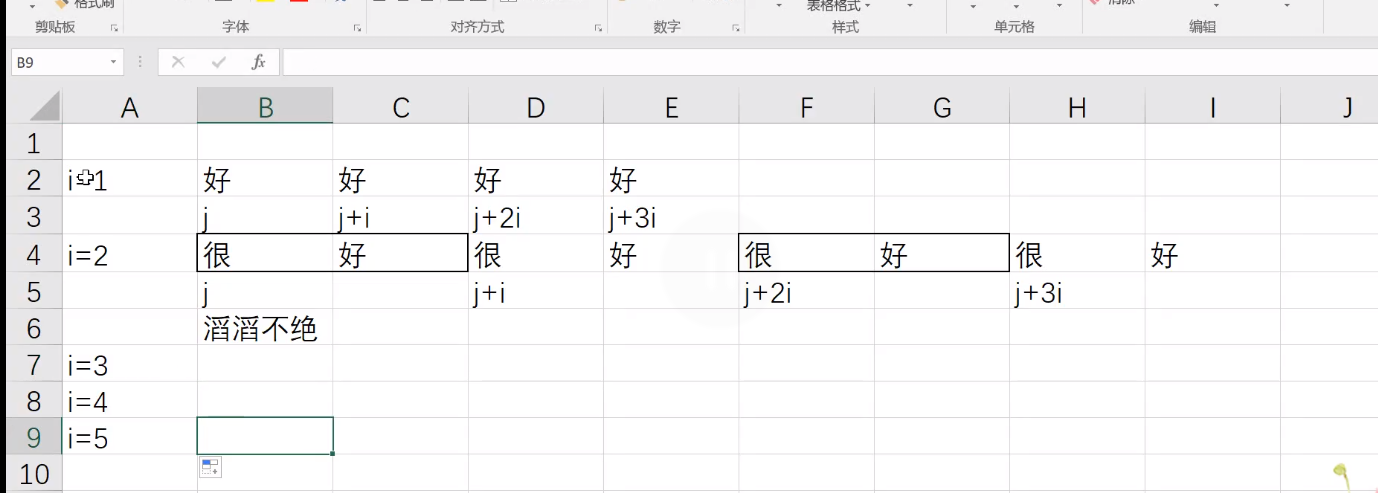 格式刷 表格格式 清除
剪贴板 字体 对齐方式 数字 样式 单元格 编辑
B9 fx
A B C D E F G H I J
1
2 i=1 好 好 好 好
3 j j+i j+2i j+3i
4 i=2 很 好 很 好 很 好 很 好
5 j j+i j+2i j+3i
6 滔滔不绝
7 i=3
8 i=4
9 i=5
10